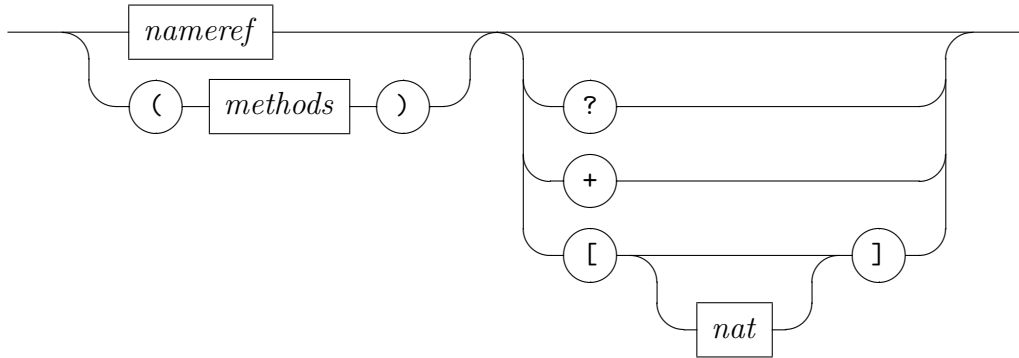 nameref
( methods )
?
+
[ ]
nat